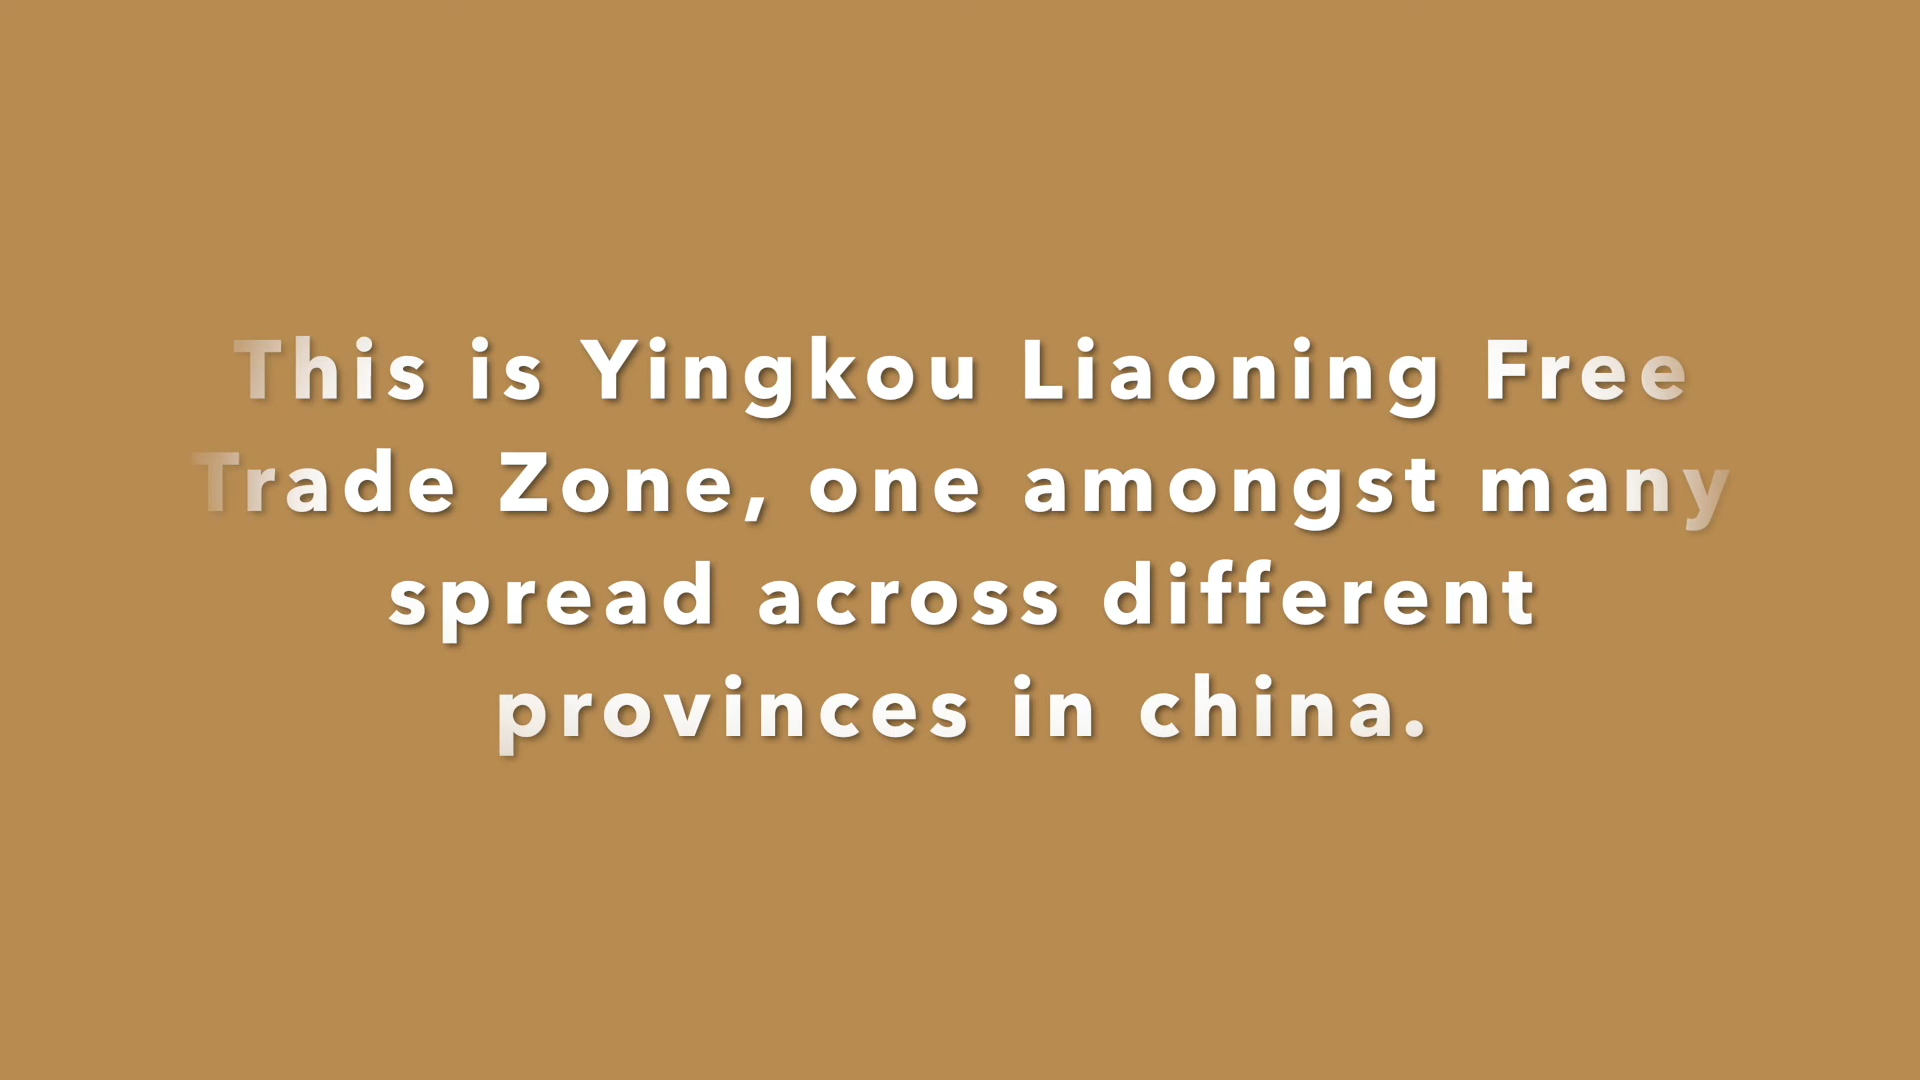 This is Yingkou Liaoning Free
Trade Zone, one amongst many
spread across different
provinces in china.